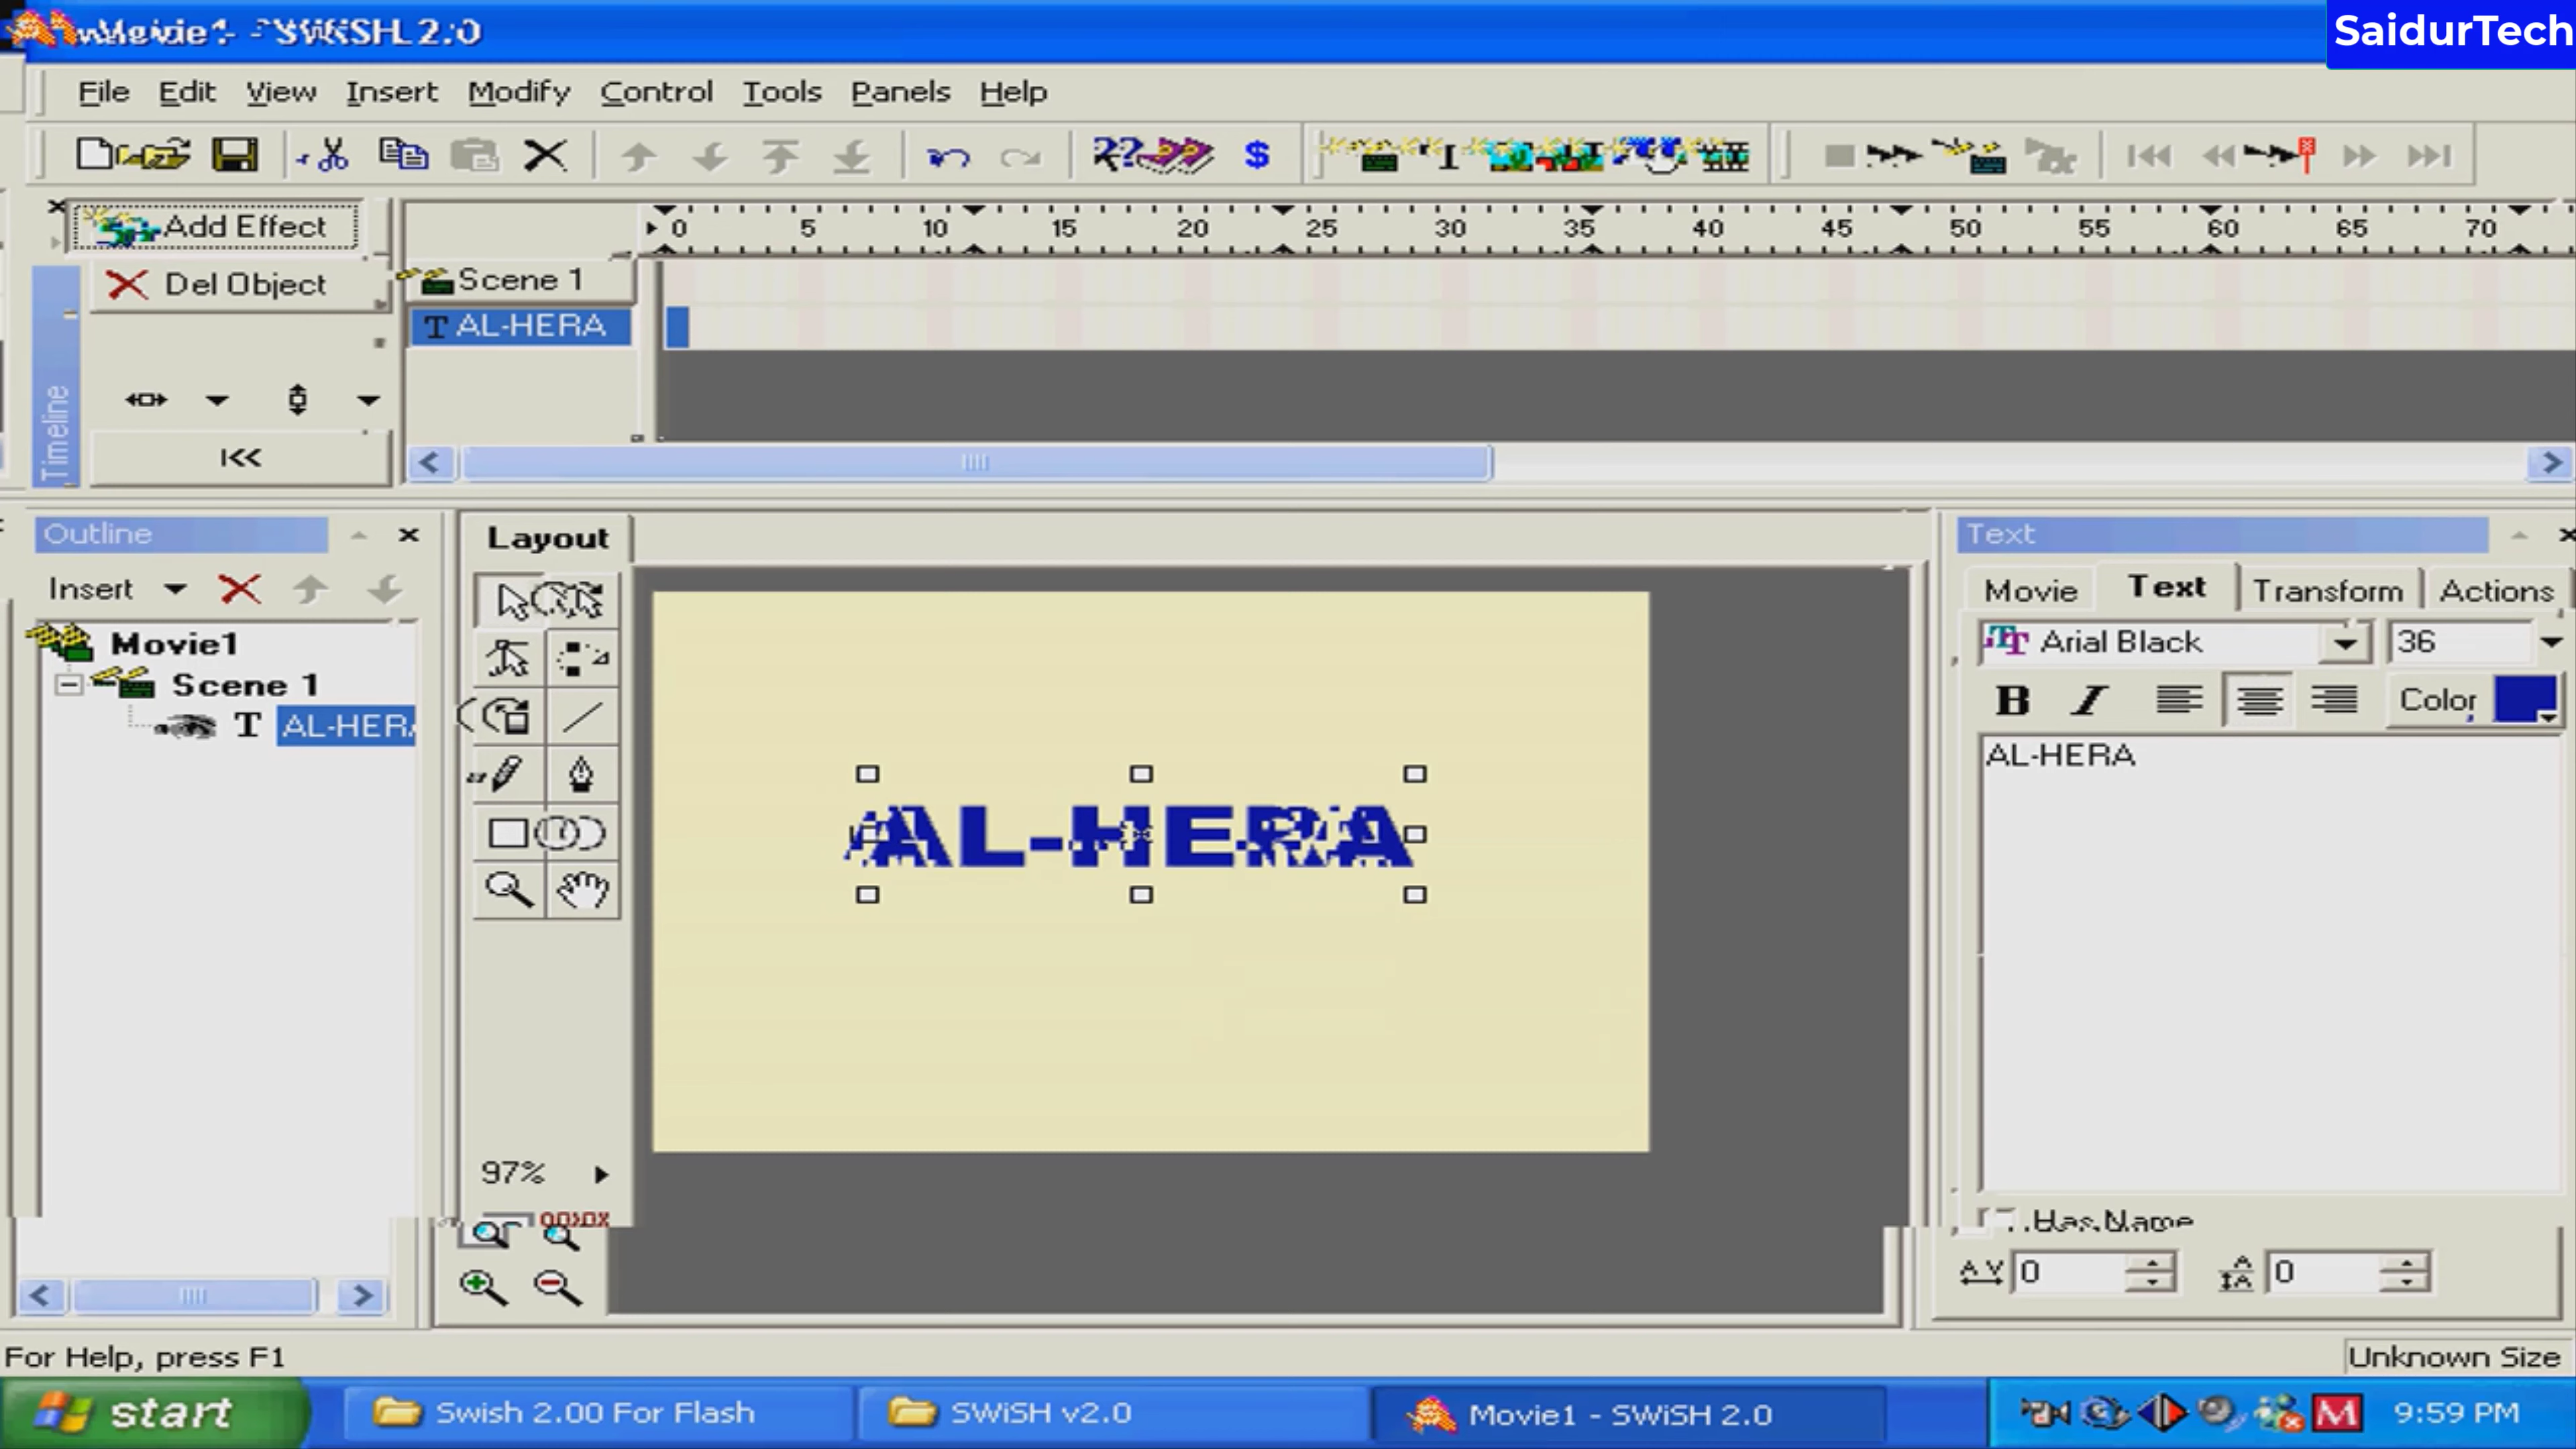 Movie1 - SWiSH 2.0
SaidurTech
File Edit View Insert Modify Control Tools Panels Help
Add Effect
0 5 10 15 20 25 30 35 40 45 50 55 60 65 70
Del Object
Scene 1
T AL-HERA
Timeline
Outline
Layout
Text
Insert
Movie Text Transform Actions
Movie1
Arial Black 36
Scene 1
B I Color
T AL-HERA
AL-HERA
AL-HERA
97%
Has Name
0 0
For Help, press F1
Unknown Size
start
Swish 2.00 For Flash
SWiSH v2.0
Movie1 - SWiSH 2.0
9:59 PM